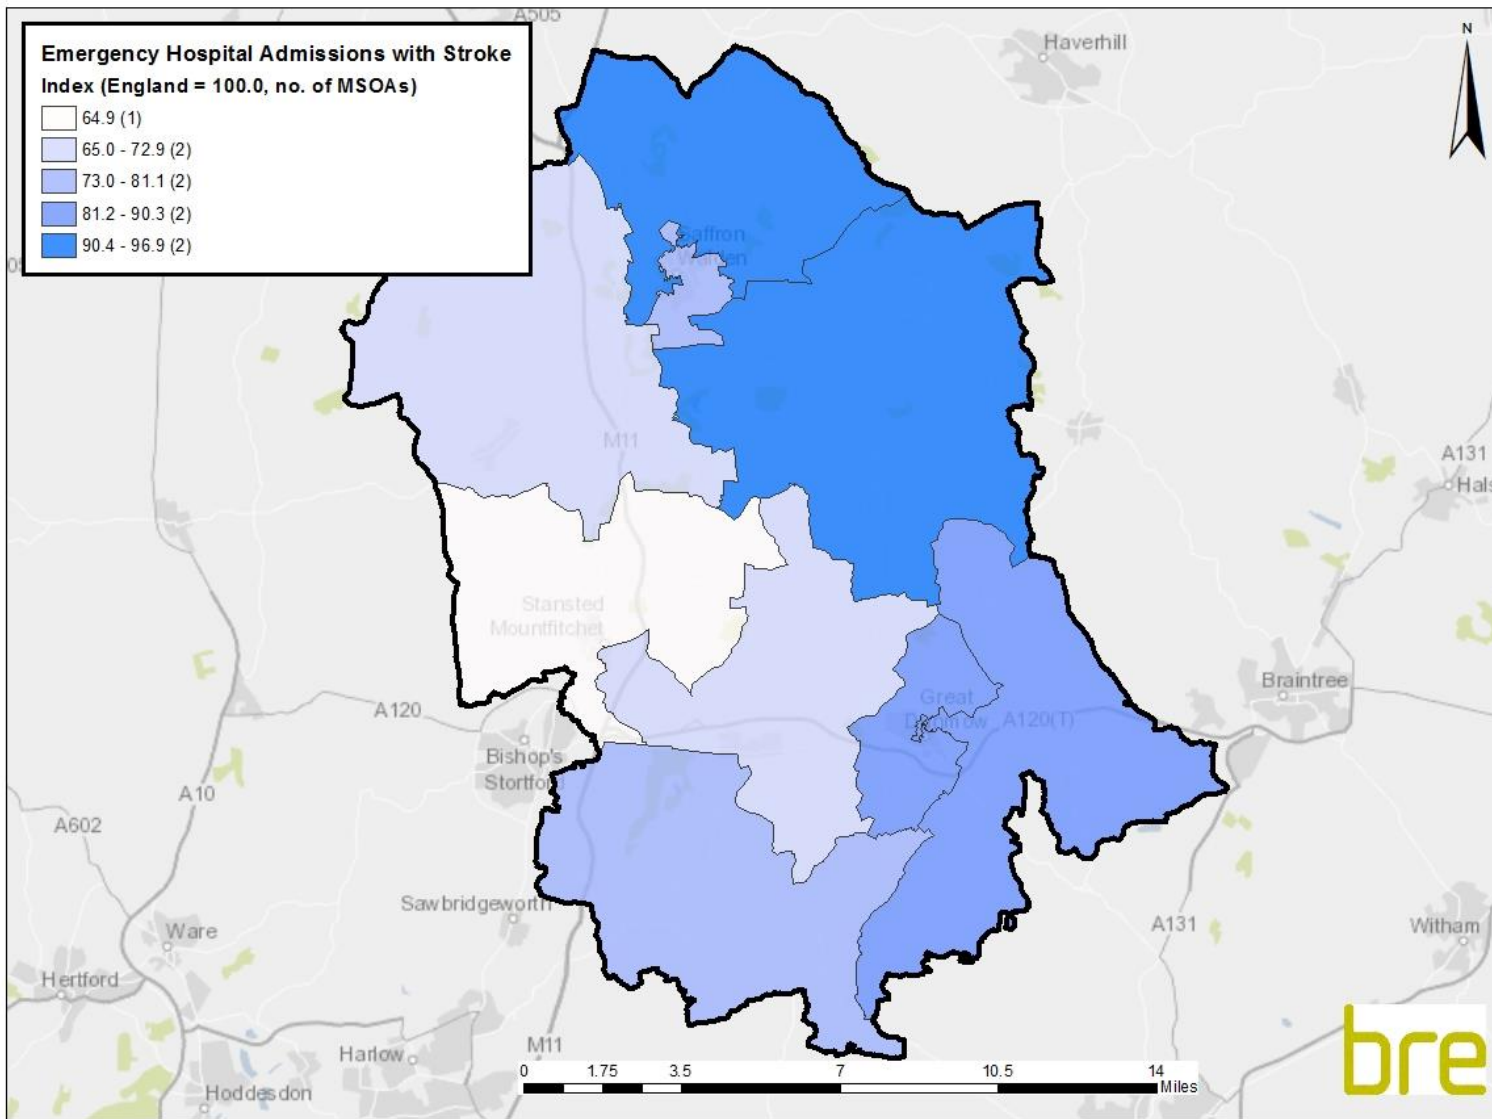 A505
Emergency Hospital Admissions with Stroke
Index (England = 100.0, no. of MSOAs)
64.9 (1)
65.0 - 72.9 (2)
73.0 - 81.1 (2)
81.2 - 90.3 (2)
90.4 - 96.9 (2)
N
Haverhill
Saffron
Walden
M11
A131
Hals
Stansted
Mountfitchet
Braintree
A120
Great
Dunmow
A120(T)
Bishop's
Stortford
A10
A602
Sawbridgeworth
A131
Witham
Ware
Hertford
M11
Harlow
Hoddesdon
0 1.75 3.5 7 10.5 14
Miles
bre